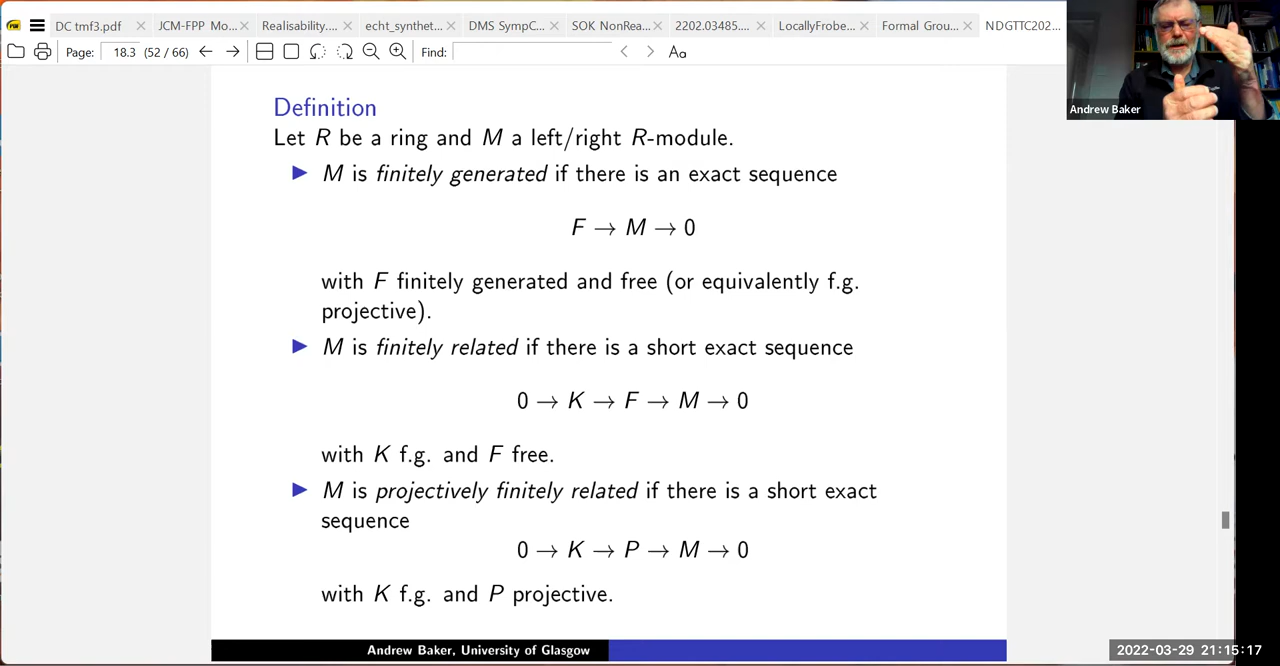 DC tmf3.pdf JCM-FPP Mo... Realisability.... echt_synthet... DMS SympC... SOK NonRea... 2202.03485.... LocallyFrobe... Formal Grou... NDGTTC202...
Page: 18.3 (52 / 66) Find: Aa
Andrew Baker
Definition
Let R be a ring and M a left/right R-module.
▶ M is finitely generated if there is an exact sequence
F → M → 0
with F finitely generated and free (or equivalently f.g.
projective).
▶ M is finitely related if there is a short exact sequence
0 → K → F → M → 0
with K f.g. and F free.
▶ M is projectively finitely related if there is a short exact
sequence
0 → K → P → M → 0
with K f.g. and P projective.
Andrew Baker, University of Glasgow
2022-03-29 21:15:17